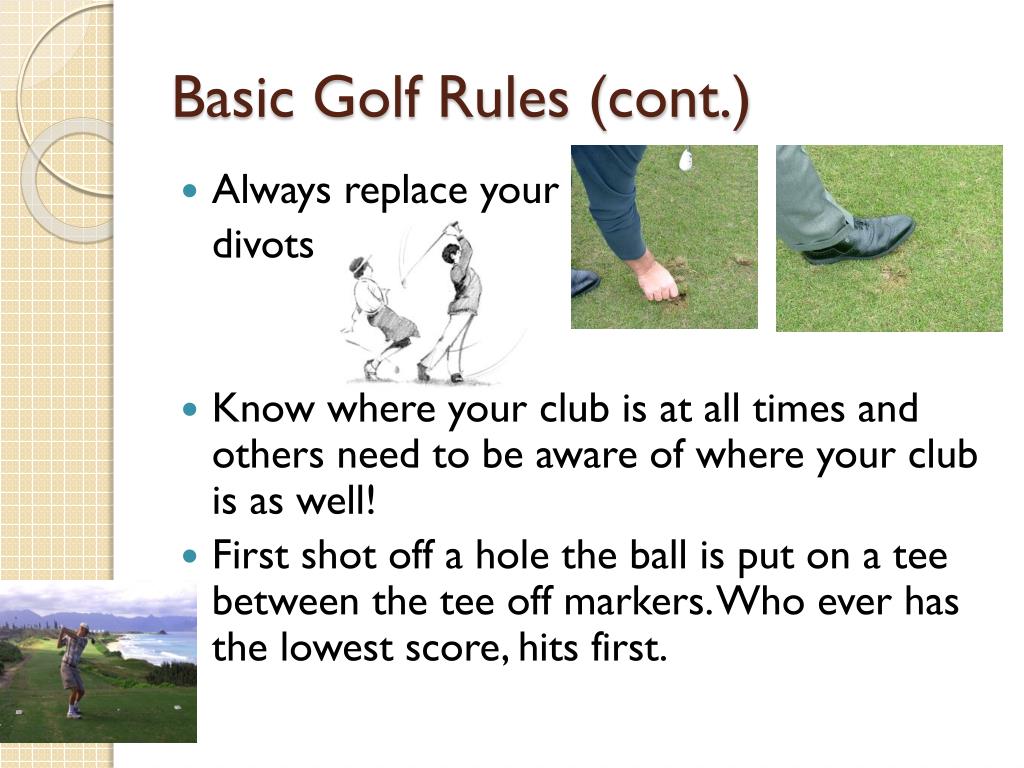 Basic Golf Rules (cont.)
• Always replace your
divots
• Know where your club is at all times and
others need to be aware of where your club
is as well!
• First shot off a hole the ball is put on a tee
between the tee off markers. Who ever has
the lowest score, hits first.